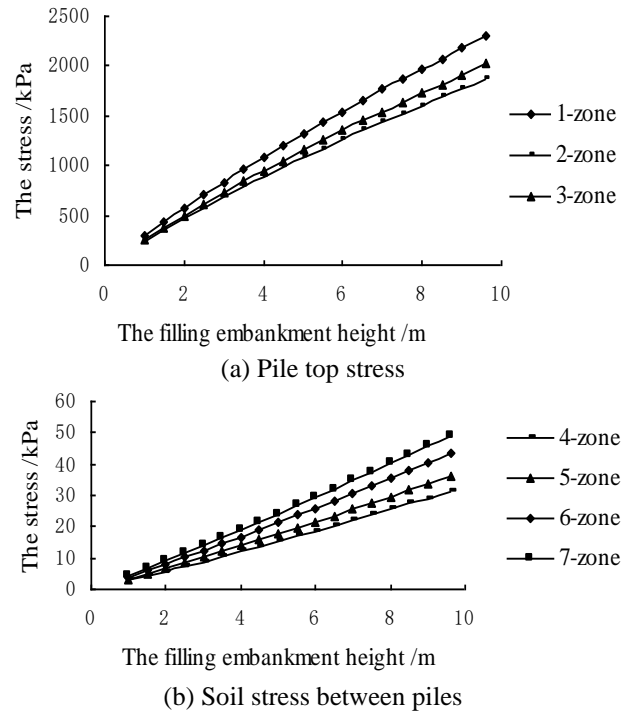 2500
2000
1500
1000
500
0
The stress /kPa
0 2 4 6 8 10
The filling embankment height /m
1-zone
2-zone
3-zone
(a) Pile top stress
60
50
40
30
20
10
0
The stress /kPa
0 2 4 6 8 10
The filling embankment height /m
4-zone
5-zone
6-zone
7-zone
(b) Soil stress between piles